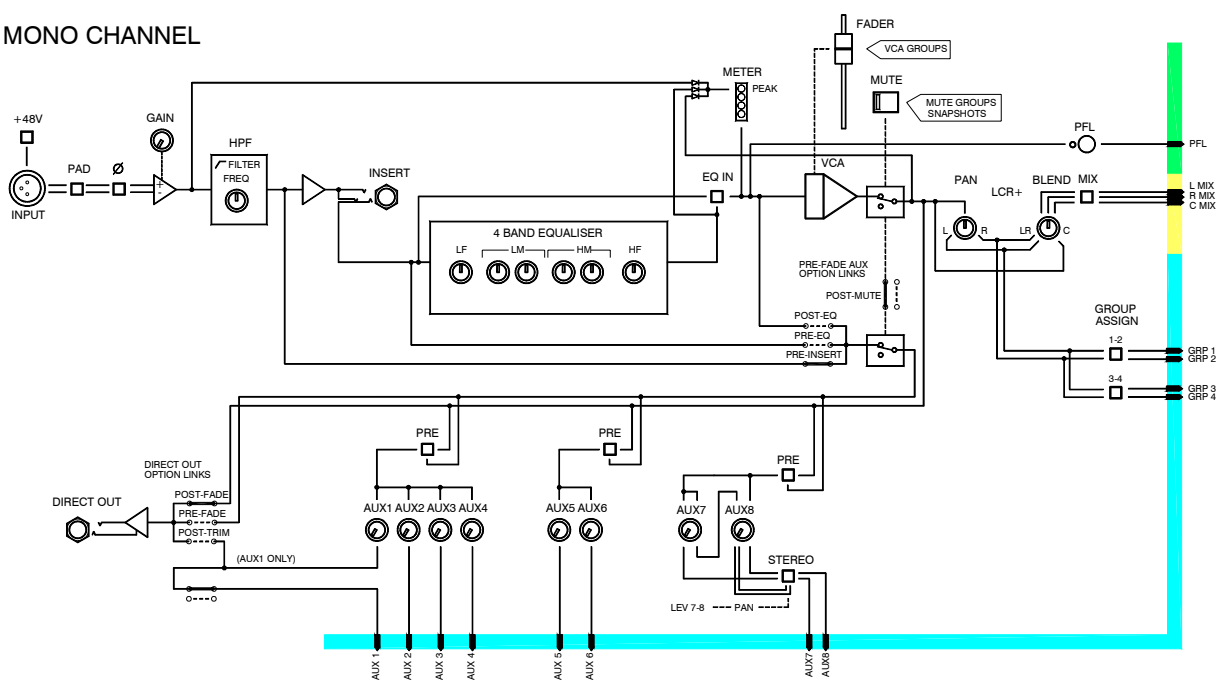 MONO CHANNEL
FADER
VCA GROUPS
METER
PEAK
MUTE
MUTE GROUPS
SNAPSHOTS
+48V
GAIN
HPF
FILTER
FREQ
PAD
Ø
+
-
INPUT
INSERT
EQ IN
VCA
PFL
PFL
PAN
LCR+
BLEND
MIX
L MIX
R MIX
C MIX
L
R
LR
C
4 BAND EQUALISER
LF
LM
HM
HF
PRE-FADE AUX
OPTION LINKS
POST-MUTE
POST-EQ
PRE-EQ
PRE-INSERT
GROUP
ASSIGN
1-2
GRP 1
GRP 2
3-4
GRP 3
GRP 4
PRE
PRE
PRE
DIRECT OUT
OPTION LINKS
DIRECT OUT
POST-FADE
PRE-FADE
POST-TRIM
(AUX1 ONLY)
AUX1 AUX2 AUX3 AUX4
AUX5 AUX6
AUX7
AUX8
STEREO
LEV 7-8
PAN
AUX 1
AUX 2
AUX 3
AUX 4
AUX 5
AUX 6
AUX7
AUX8